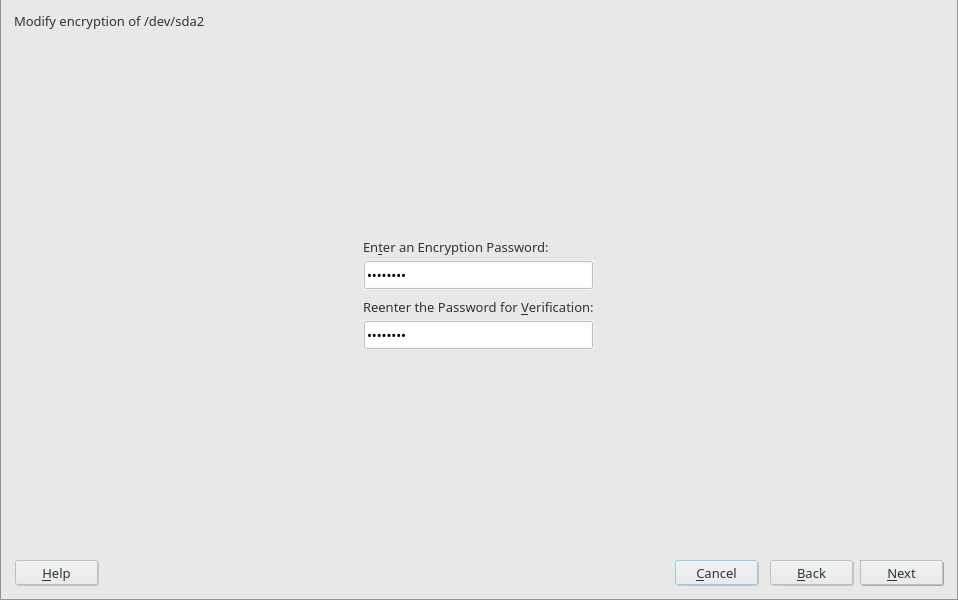 Modify encryption of /dev/sda2
Enter an Encryption Password:
••••••••
Reenter the Password for Verification:
••••••••
Help
Cancel
Back
Next